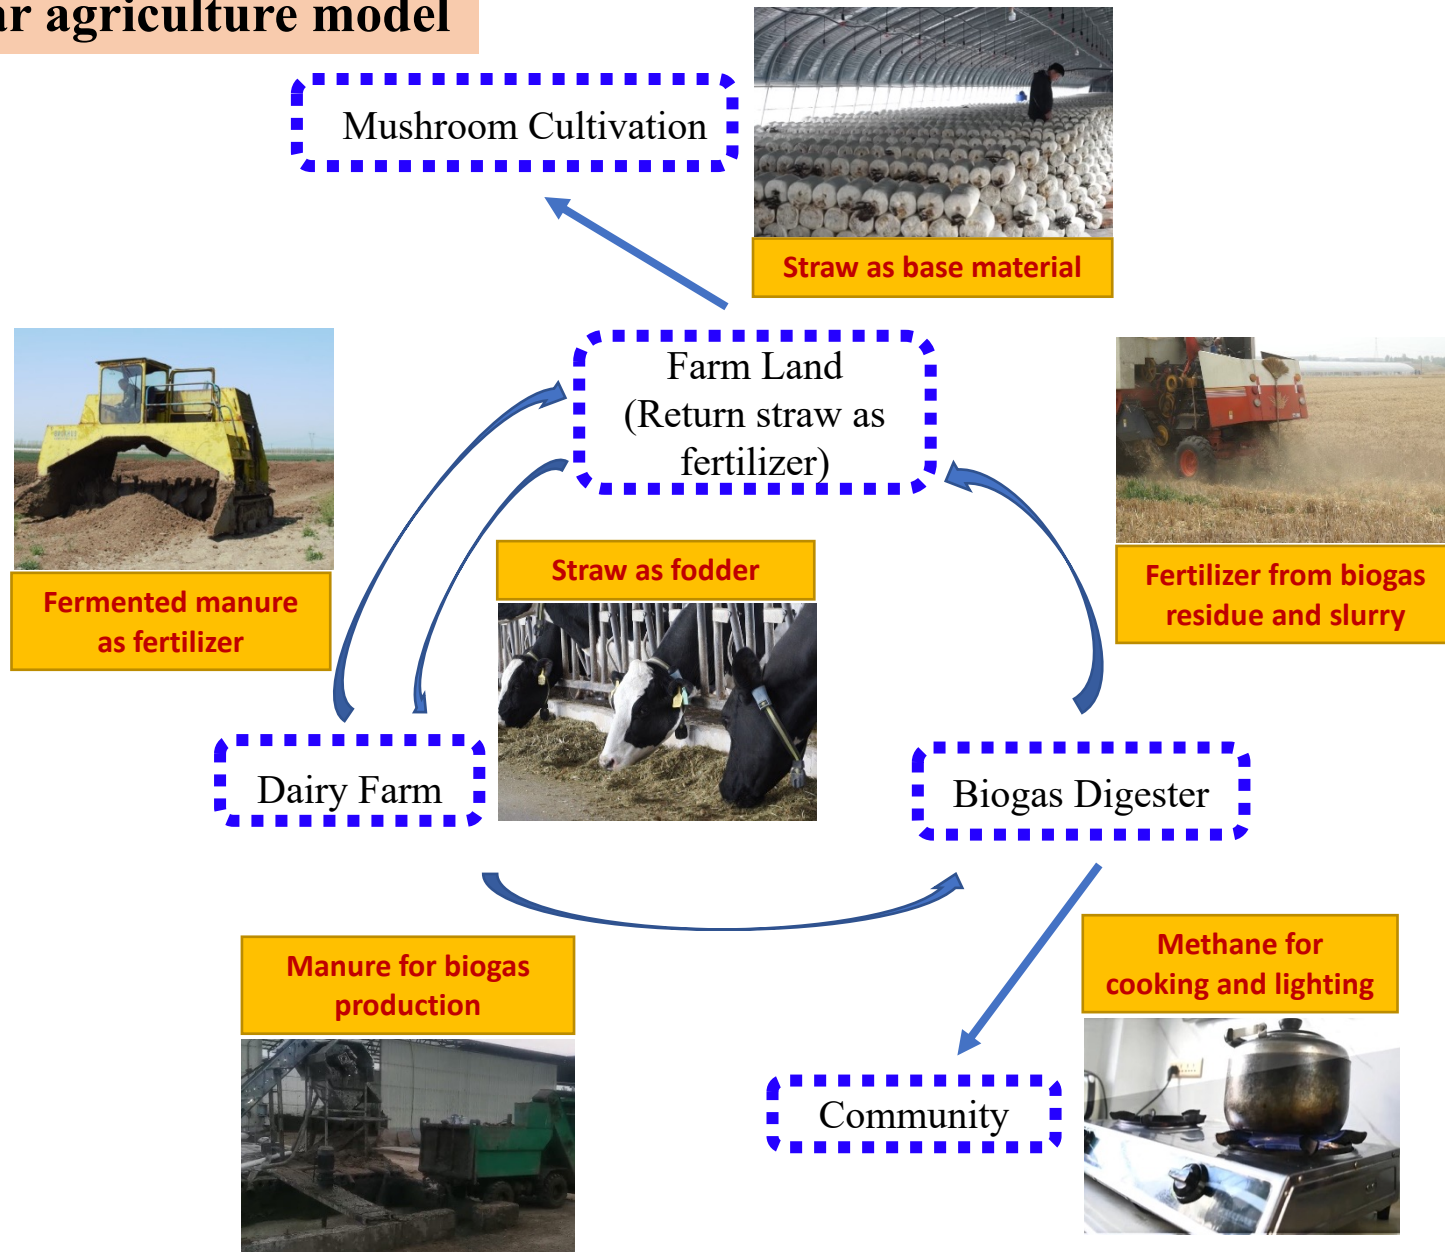 ar agriculture model
Mushroom Cultivation
Straw as base material
Farm Land
(Return straw as
fertilizer)
Fermented manure
as fertilizer
Straw as fodder
Fertilizer from biogas
residue and slurry
Dairy Farm
Biogas Digester
Manure for biogas
production
Methane for
cooking and lighting
Community